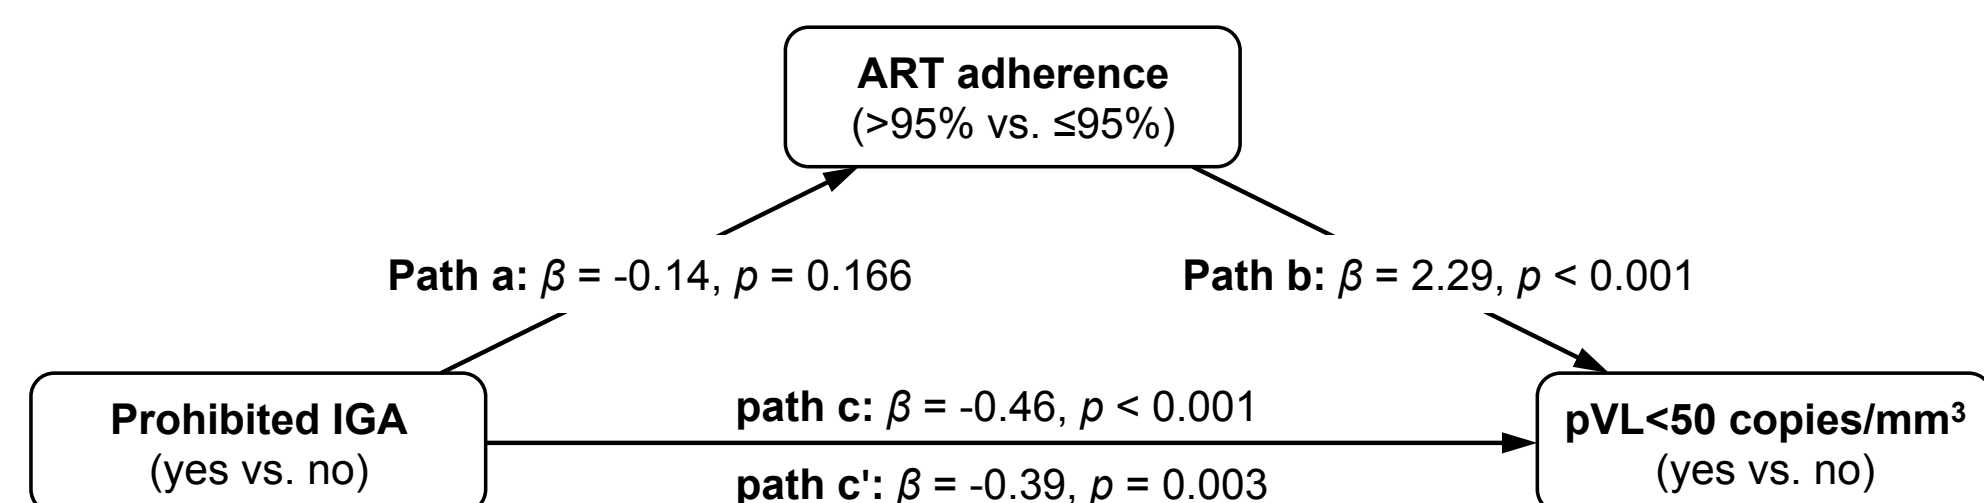 ART adherence
(>95% vs. ≤95%)
Path a: β = -0.14, p = 0.166
Path b: β = 2.29, p < 0.001
Prohibited IGA
(yes vs. no)
path c: β = -0.46, p < 0.001
path c': β = -0.39, p = 0.003
pVL<50 copies/mm³
(yes vs. no)